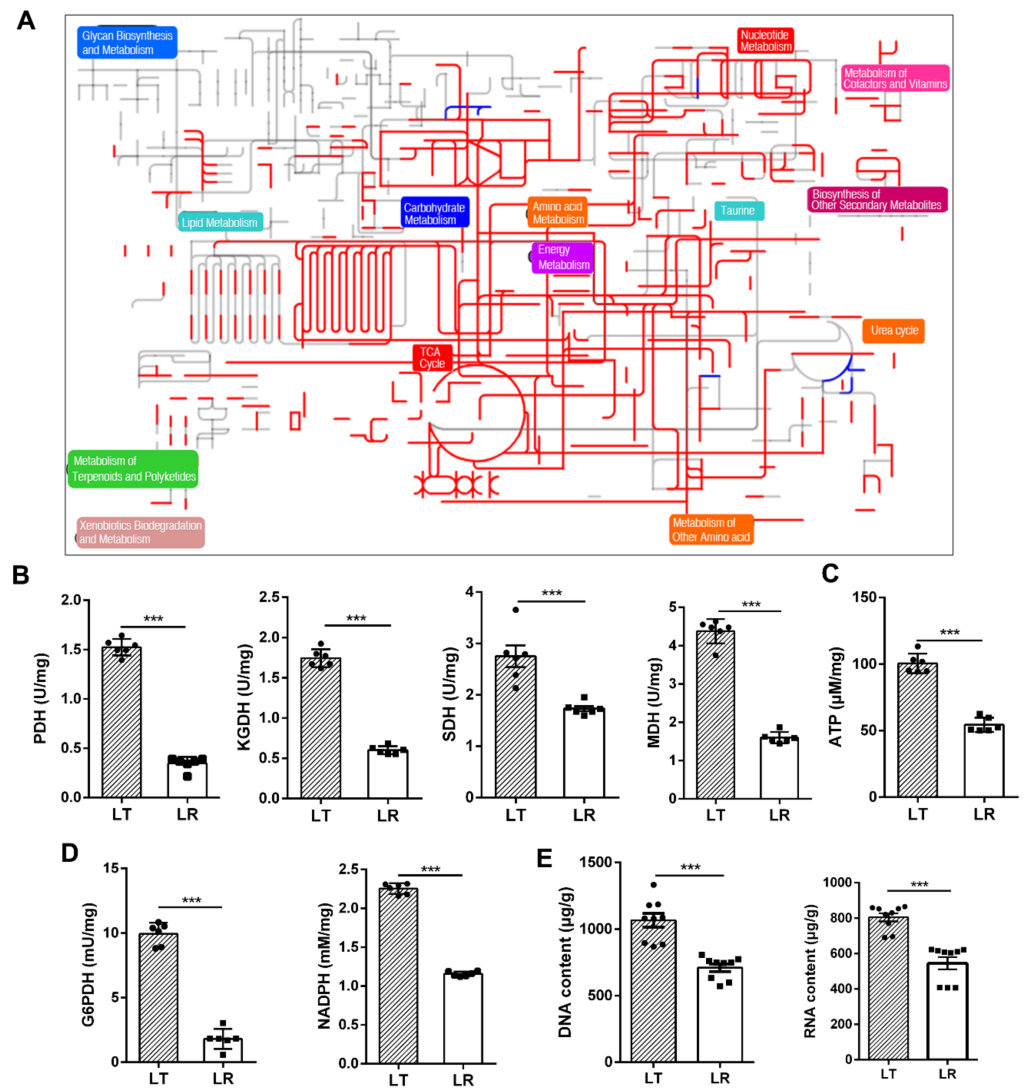 A
Glycan Biosynthesis
and Metabolism
Nucleotide
Metabolism
Metabolism of
Cofactors and Vitamins
Lipid Metabolism
Carbohydrate
Metabolism
Amino acid
Metabolism
Taurine
Biosynthesis of
Other Secondary Metabolites
Energy
Metabolism
Urea cycle
TCA
Cycle
Metabolism of
Terpenoids and Polyketides
Xenobiotics Biodegradation
and Metabolism
Metabolism of
Other Amino acid
B
PDH (U/mg)
2.0
1.5
1.0
0.5
0.0
***
LT LR
KGDH (U/mg)
2.5
2.0
1.5
1.0
0.5
0.0
***
LT LR
SDH (U/mg)
4
3
2
1
0
***
LT LR
MDH (U/mg)
5
4
3
2
1
0
***
LT LR
C
ATP (μM/mg)
150
100
50
0
***
LT LR
D
G6PDH (mU/mg)
15
10
5
0
***
LT LR
NADPH (mM/mg)
2.5
2.0
1.5
1.0
0.5
0.0
***
LT LR
E
DNA content (μg/g)
1500
1000
500
0
***
LT LR
RNA content (μg/g)
1000
800
600
400
200
0
***
LT LR